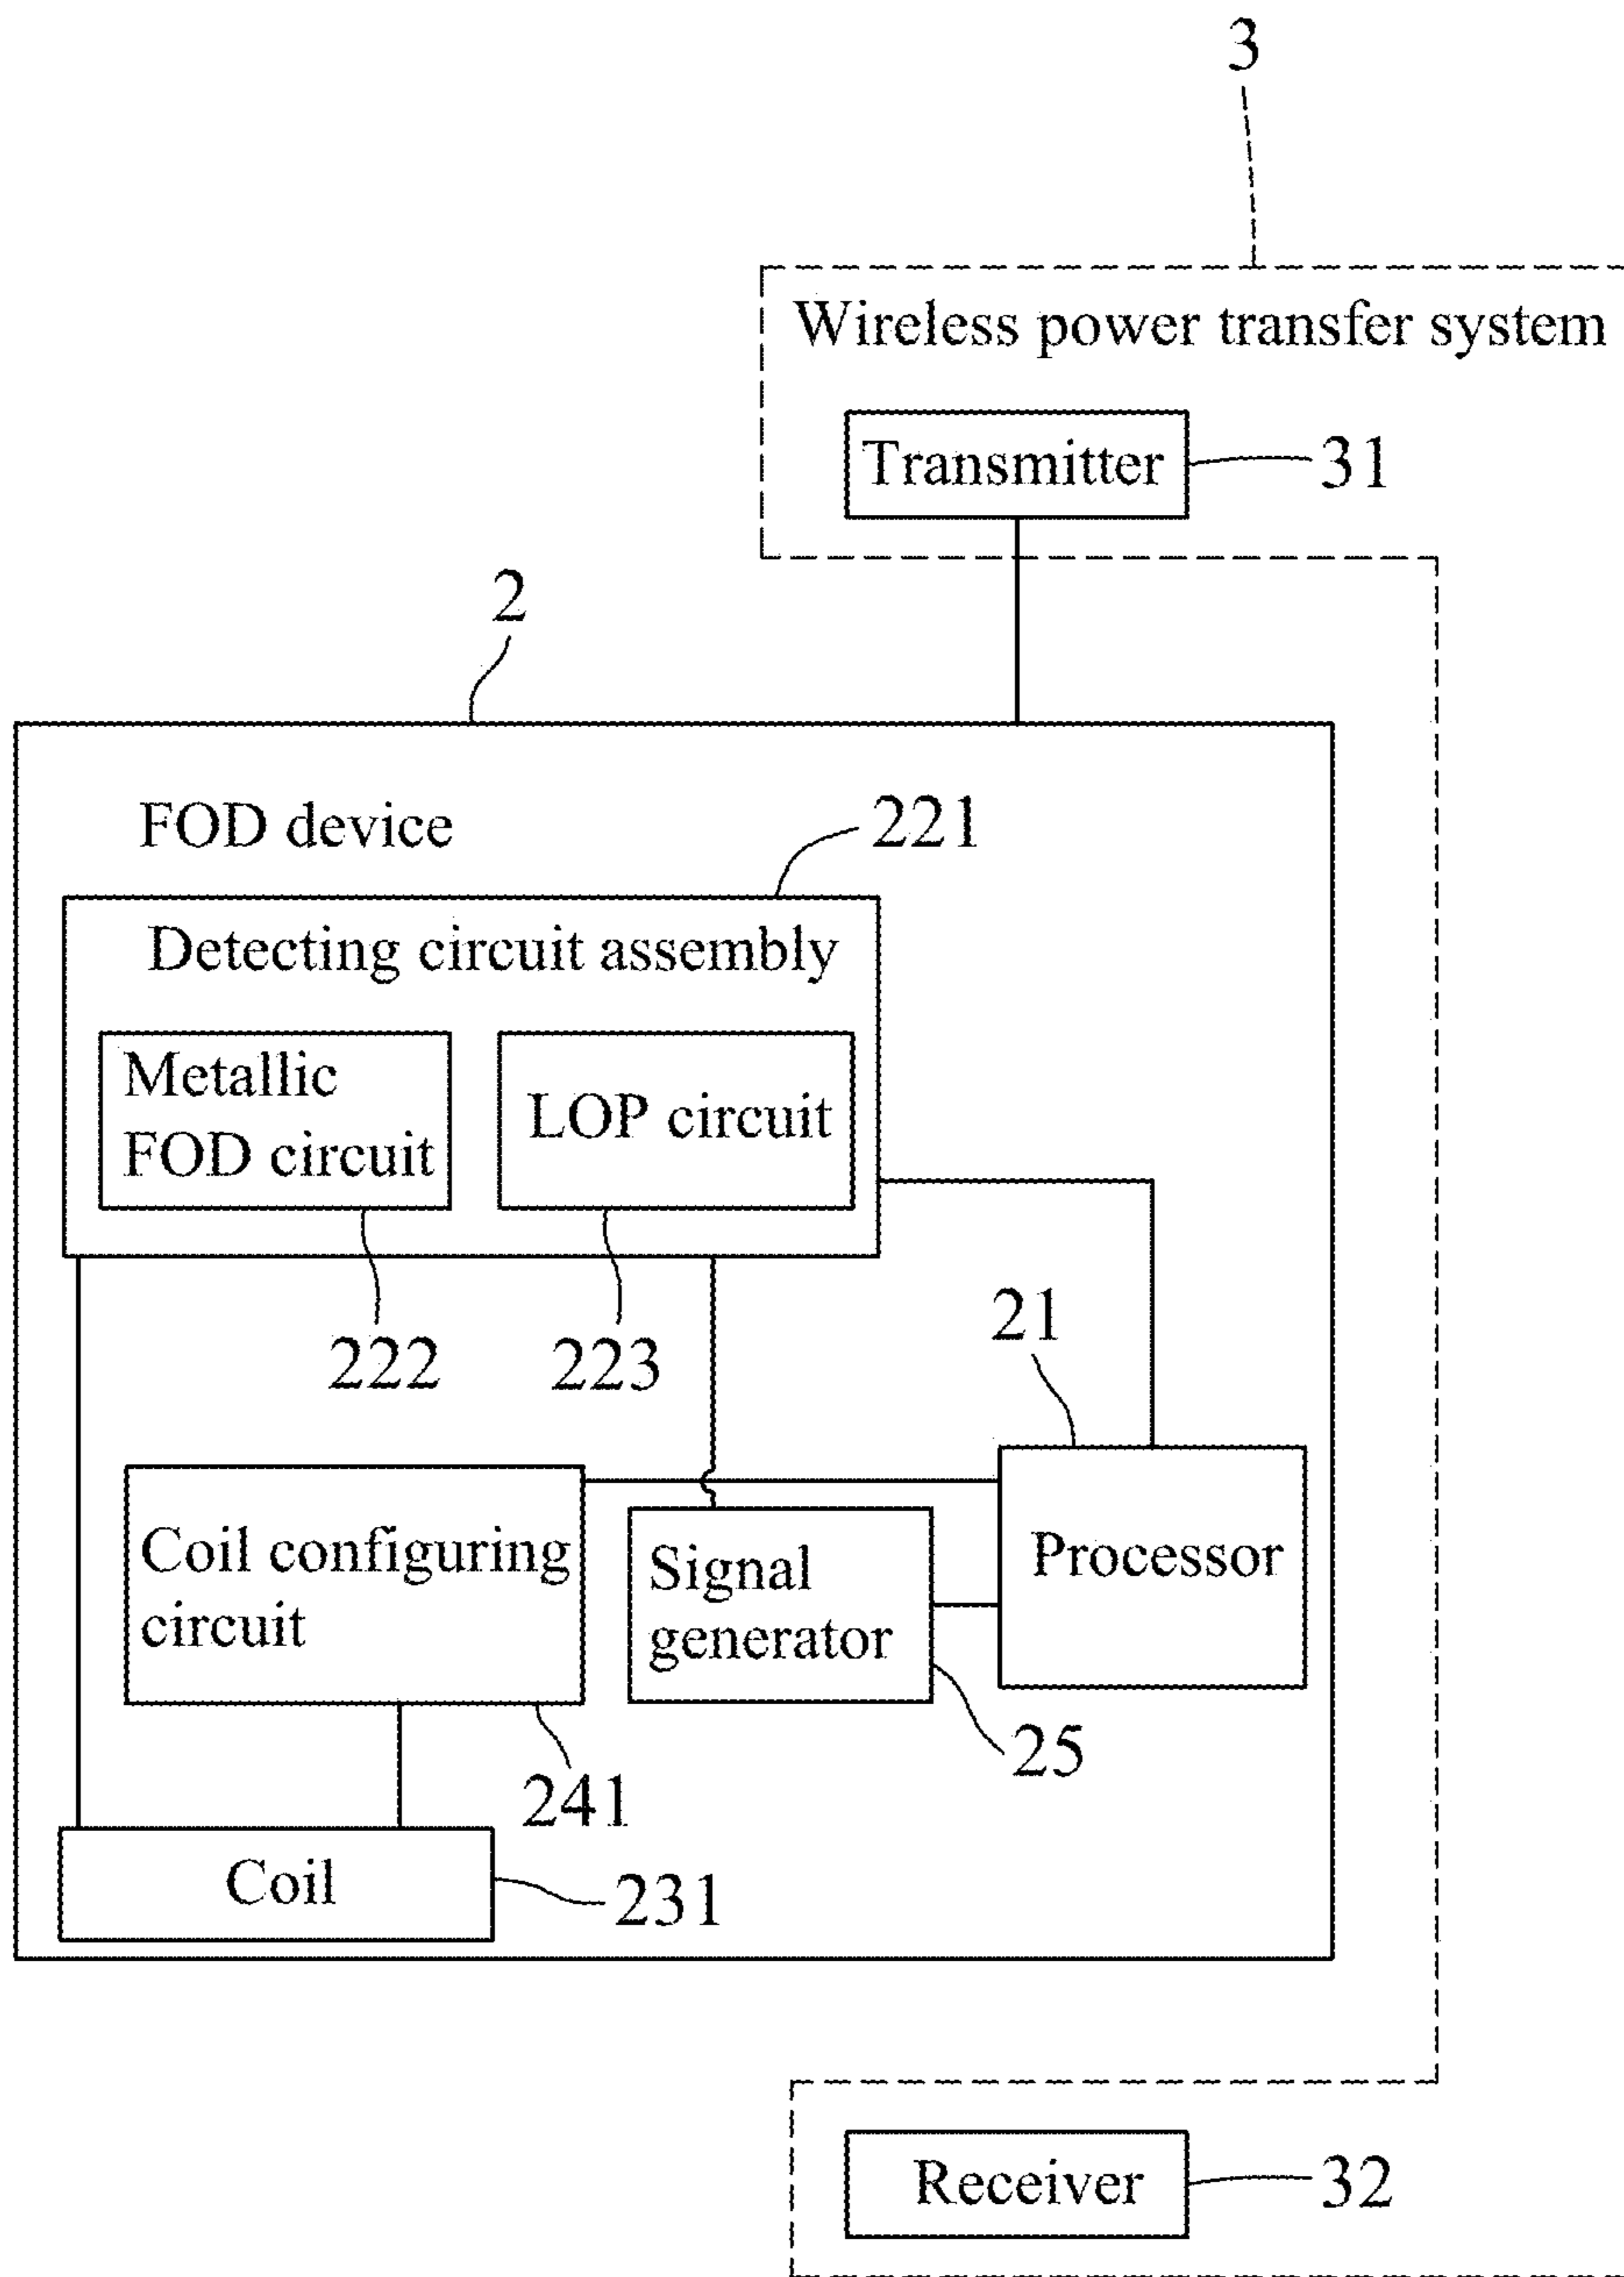 3
Wireless power transfer system
Transmitter
31
2
FOD device
221
Detecting circuit assembly
Metallic
FOD circuit
LOP circuit
222
223
21
Coil configuring
circuit
Signal
generator
Processor
25
241
Coil
231
Receiver
32